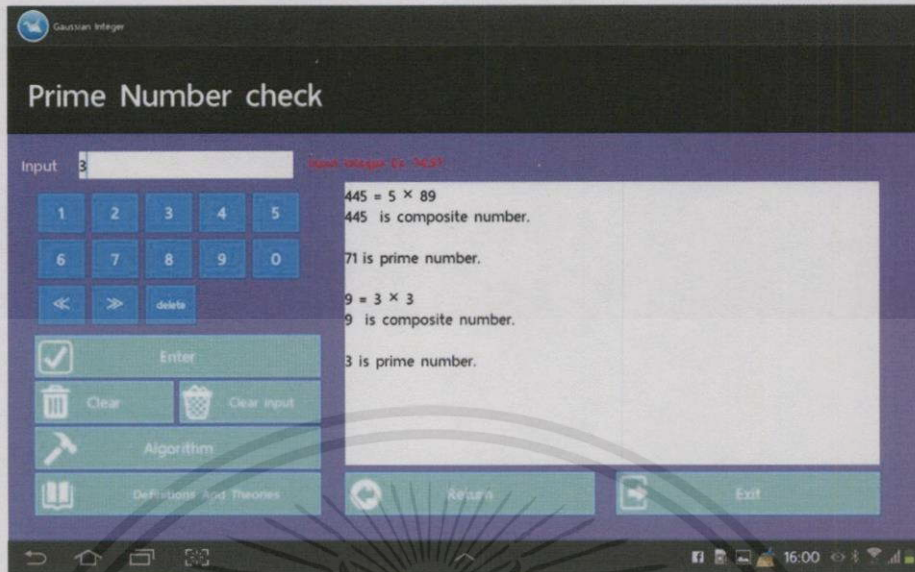 Gaussian Integer
Prime Number check
Input 3
1 2 3 4 5
6 7 8 9 0
≪ ≫ delete
Enter
Clear Clear input
Algorithm
Definitions And Theories
445 = 5 × 89
445 is composite number.
71 is prime number.
9 = 3 × 3
9 is composite number.
3 is prime number.
Return Exit
16:00